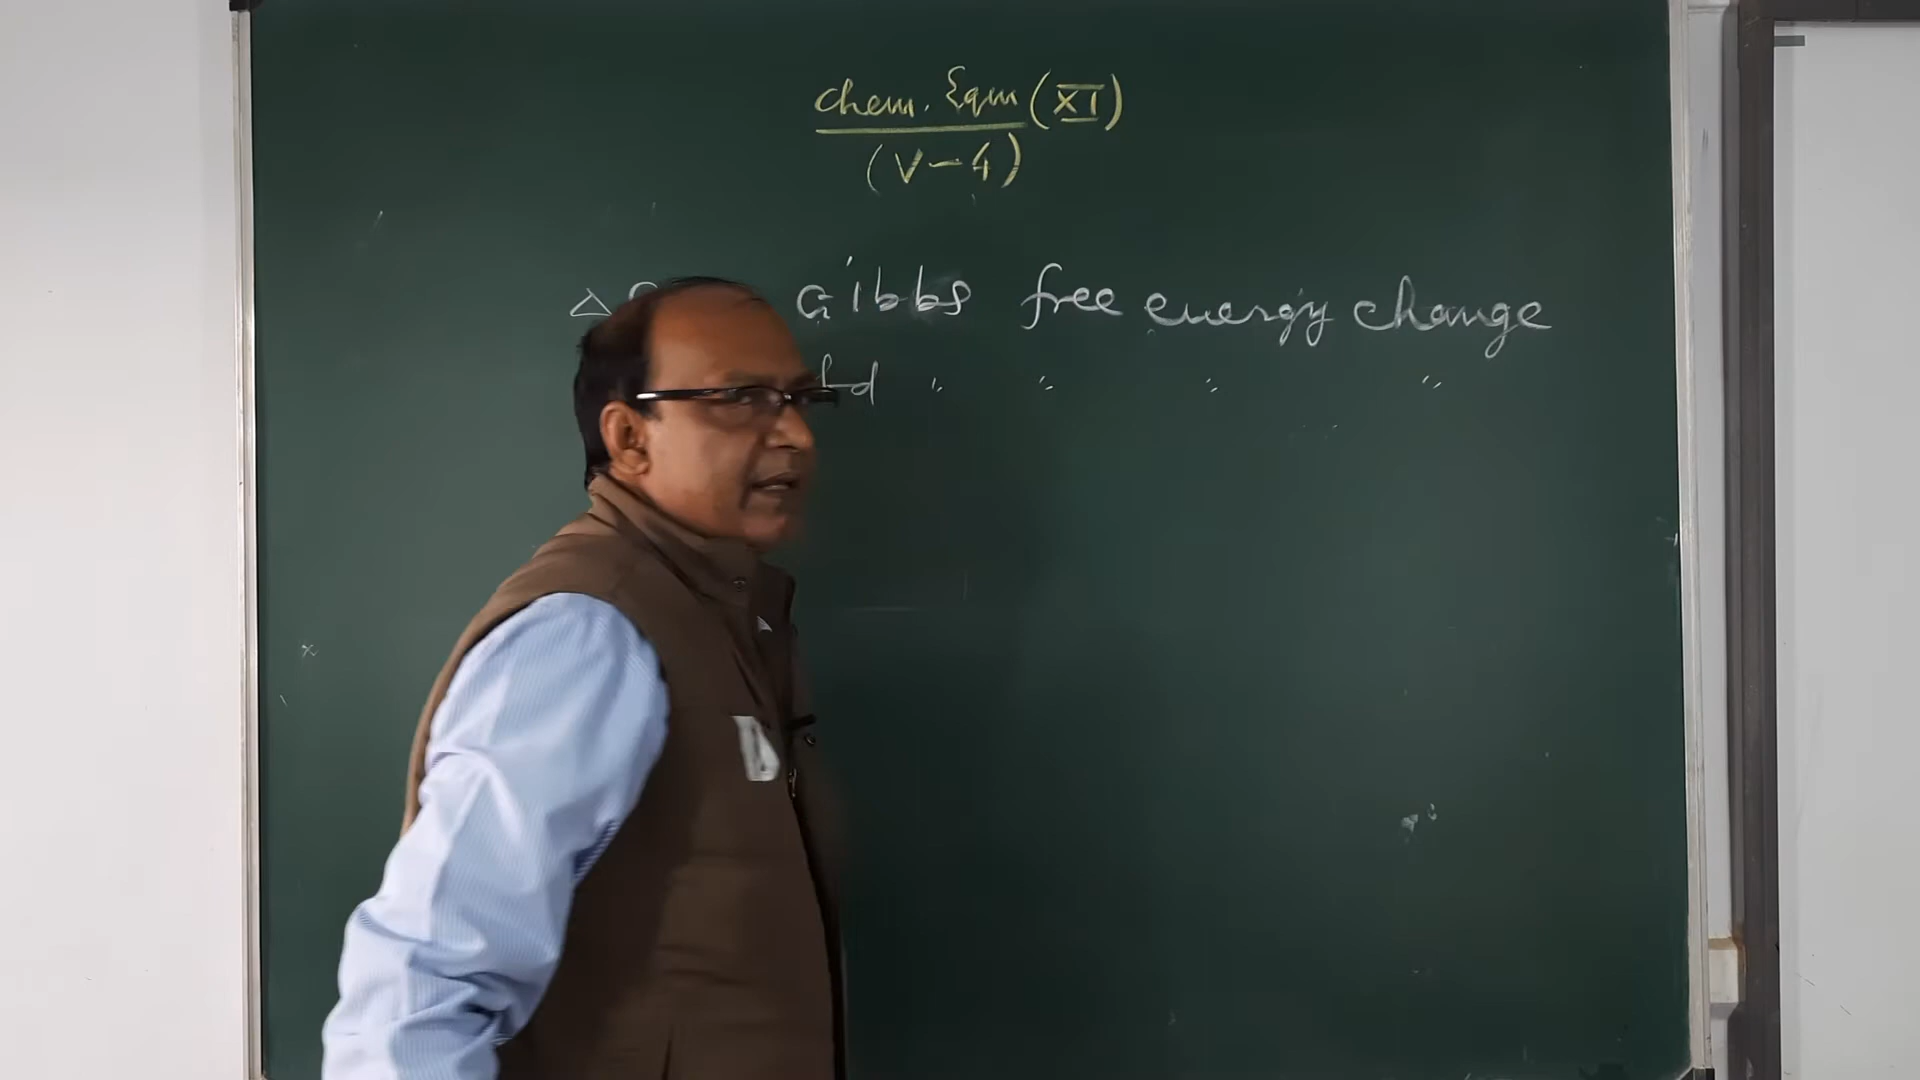 Chem. Eqm (XI)
(V-4)
Gibbs free energy change
" " " "